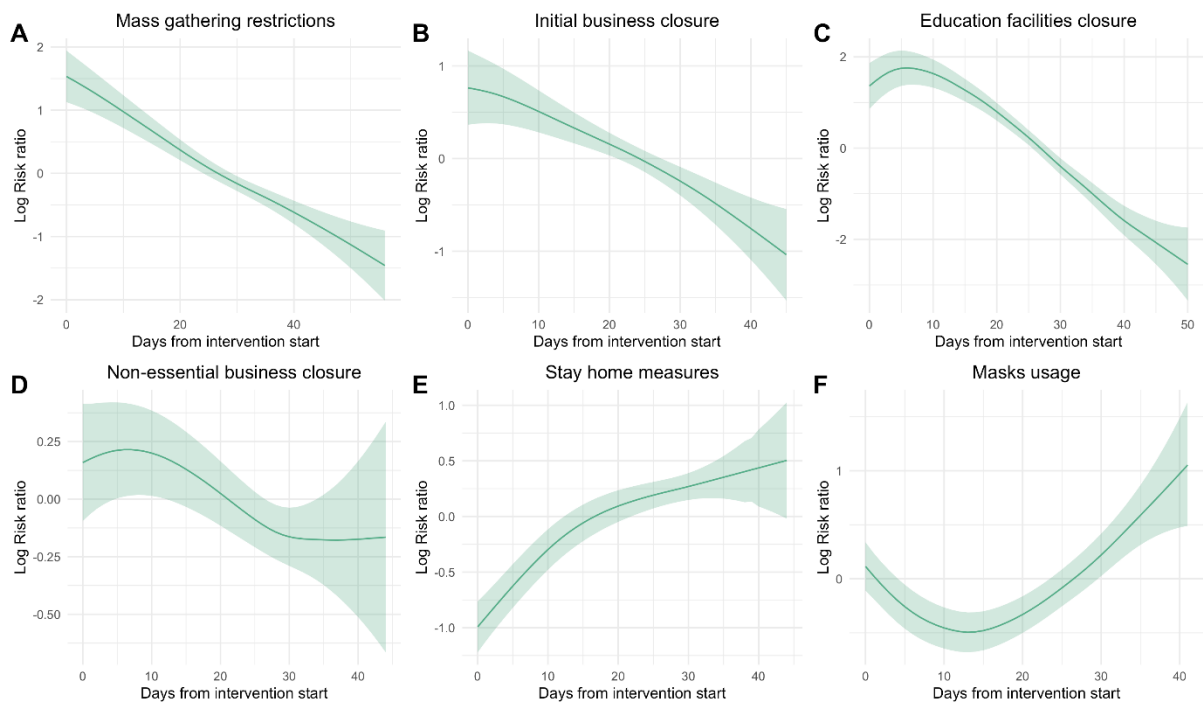 A
Mass gathering restrictions
2
1
0
-1
-2
Log Risk ratio
0
20
40
Days from intervention start
B
Initial business closure
1
0
-1
Log Risk ratio
0
10
20
30
40
Days from intervention start
C
Education facilities closure
2
0
-2
Log Risk ratio
0
10
20
30
40
50
Days from intervention start
D
Non-essential business closure
0.25
0.00
-0.25
-0.50
Log Risk ratio
0
10
20
30
40
Days from intervention start
E
Stay home measures
1.0
0.5
0.0
-0.5
-1.0
Log Risk ratio
0
10
20
30
40
Days from intervention start
F
Masks usage
1
0
Log Risk ratio
0
10
20
30
40
Days from intervention start